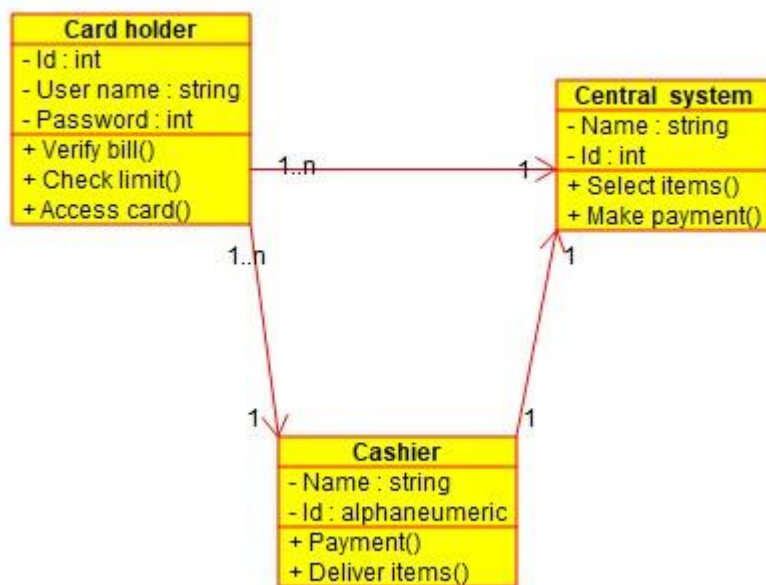 Card holder
- Id : int
- User name : string
- Password : int
+ Verify bill()
+ Check limit()
+ Access card()
Central system
- Name : string
- Id : int
+ Select items()
+ Make payment()
1..n
1
1..n
1
1
1
Cashier
- Name : string
- Id : alphaneumeric
+ Payment()
+ Deliver items()